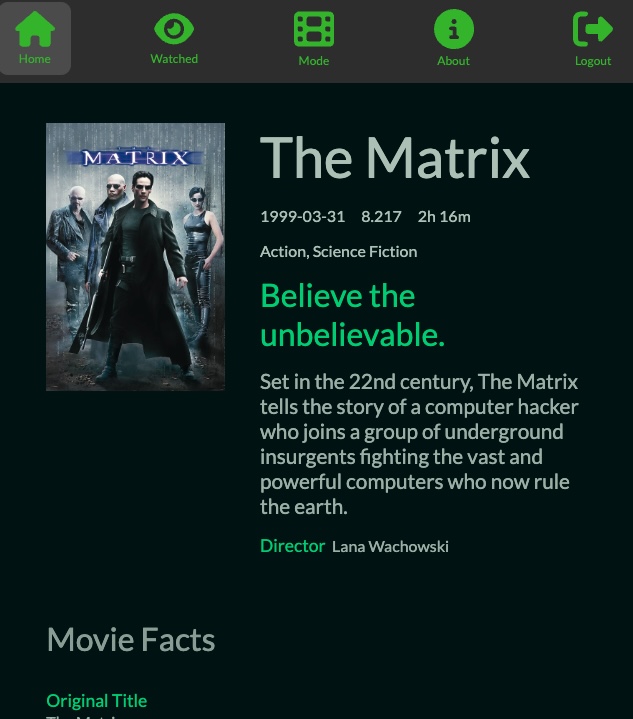 Home Watched Mode About Logout
MATRIX
The Matrix
1999-03-31 8.217 2h 16m
Action, Science Fiction
Believe the
unbelievable.
Set in the 22nd century, The Matrix
tells the story of a computer hacker
who joins a group of underground
insurgents fighting the vast and
powerful computers who now rule
the earth.
Director Lana Wachowski
Movie Facts
Original Title